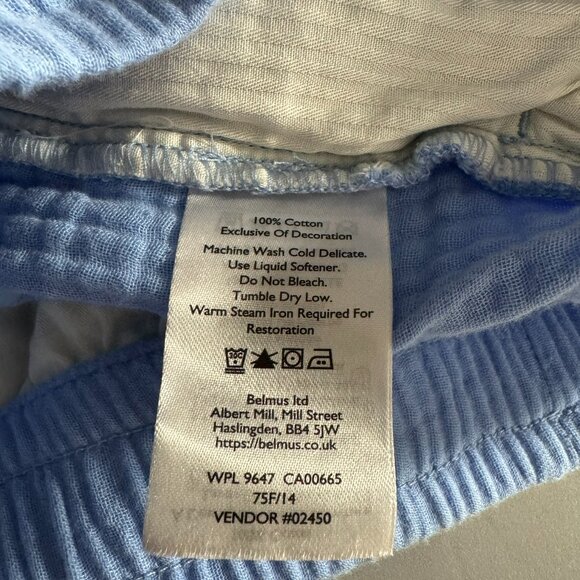 100% Cotton
Exclusive Of Decoration
Machine Wash Cold Delicate.
Use Liquid Softener.
Do Not Bleach.
Tumble Dry Low.
Warm Steam Iron Required For
Restoration
30C
Belmus ltd
Albert Mill, Mill Street
Haslingden, BB4 5JW
https://belmus.co.uk
WPL 9647 CA00665
75F/14
VENDOR #02450